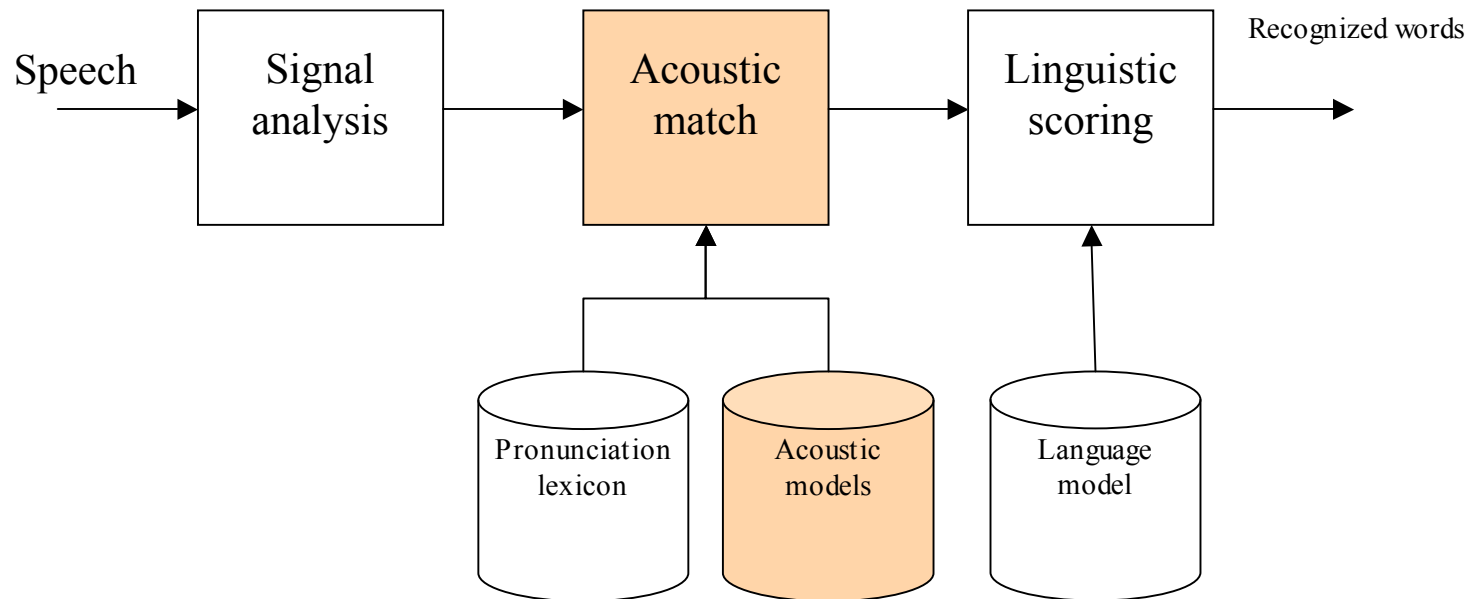 Speech
Signal
analysis
Acoustic
match
Linguistic
scoring
Recognized words
Pronunciation
lexicon
Acoustic
models
Language
model